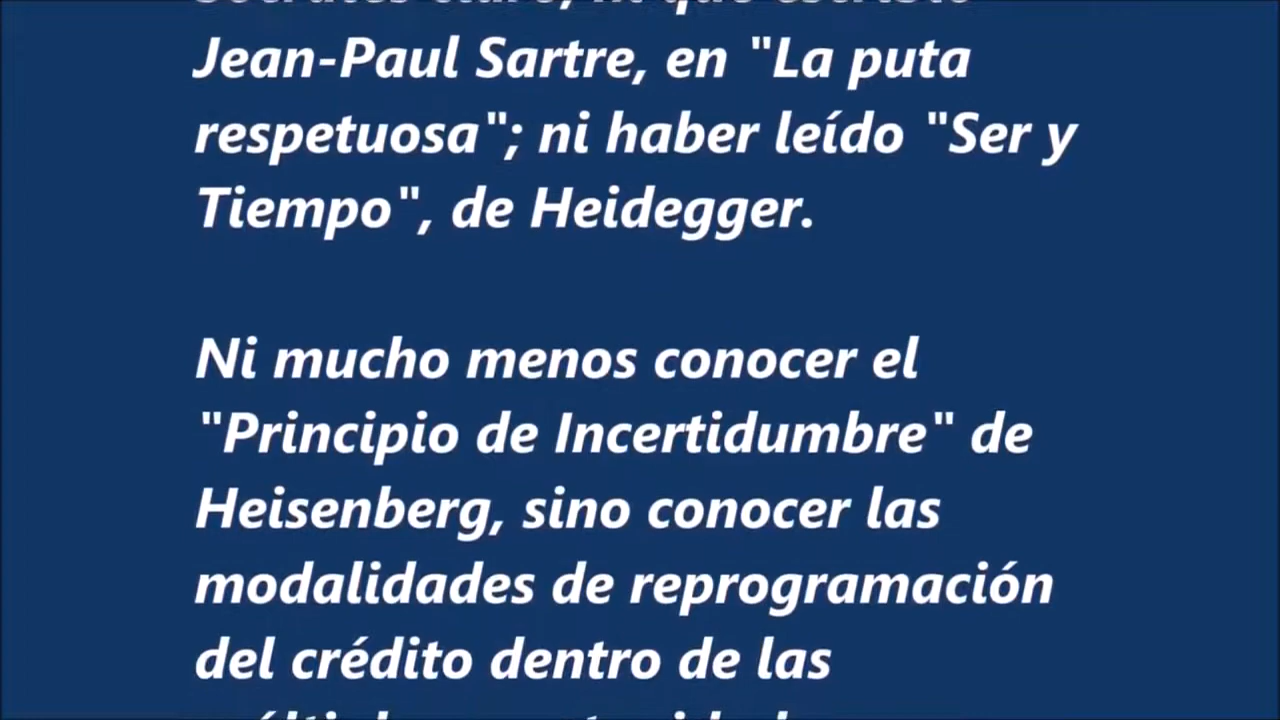 Jean-Paul Sartre, en "La puta
respetuosa"; ni haber leído "Ser y
Tiempo", de Heidegger.
Ni mucho menos conocer el
"Principio de Incertidumbre" de
Heisenberg, sino conocer las
modalidades de reprogramación
del crédito dentro de las